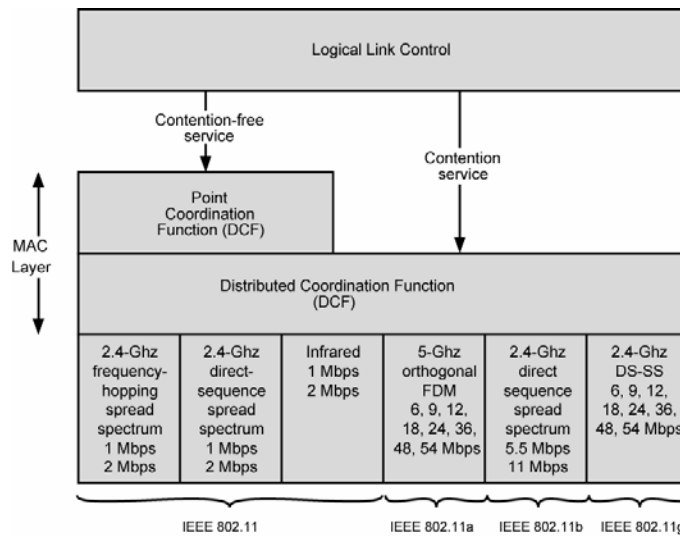 Logical Link Control
Contention-free
service
Contention
service
Point
Coordination
Function (DCF)
MAC
Layer
Distributed Coordination Function
(DCF)
2.4-Ghz
frequency-
hopping
spread
spectrum
1 Mbps
2 Mbps
2.4-Ghz
direct-
sequence
spread
spectrum
1 Mbps
2 Mbps
Infrared
1 Mbps
2 Mbps
5-Ghz
orthogonal
FDM
6, 9, 12,
18, 24, 36,
48, 54 Mbps
2.4-Ghz
direct
sequence
spread
spectrum
5.5 Mbps
11 Mbps
2.4-Ghz
DS-SS
6, 9, 12,
18, 24, 36,
48, 54 Mbps
IEEE 802.11
IEEE 802.11a
IEEE 802.11b
IEEE 802.11g